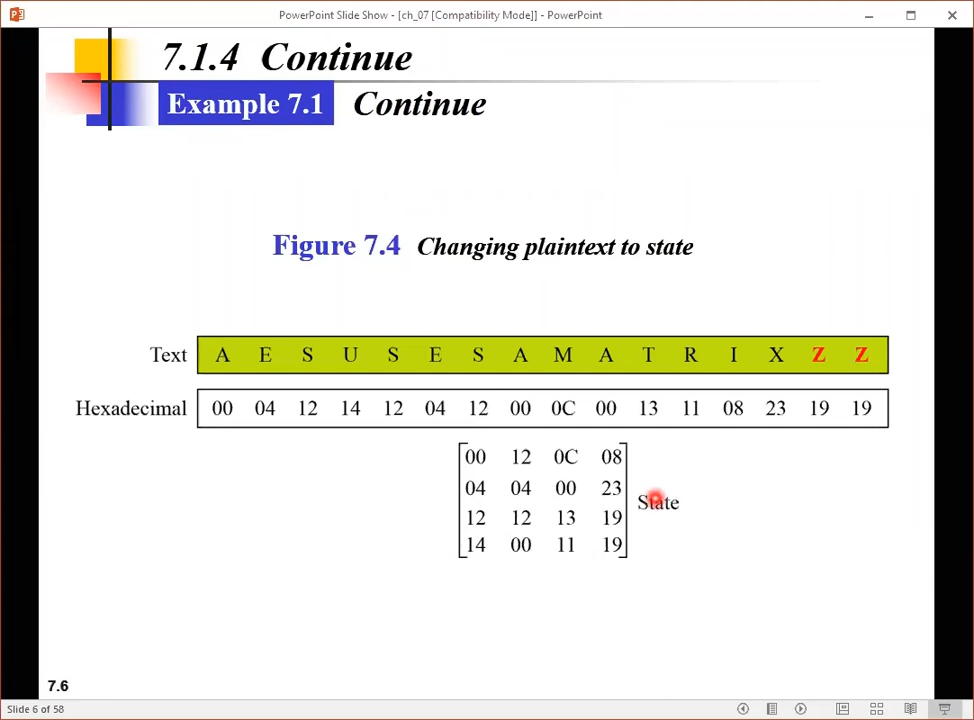 PowerPoint Slide Show - [ch_07 [Compatibility Mode]] - PowerPoint
7.1.4 Continue
Example 7.1 Continue
Figure 7.4 Changing plaintext to state
Text A E S U S E S A M A T R I X Z Z
Hexadecimal 00 04 12 14 12 04 12 00 0C 00 13 11 08 23 19 19
00 12 0C 08
04 04 00 23
State
12 12 13 19
14 00 11 19
7.6
Slide 6 of 58